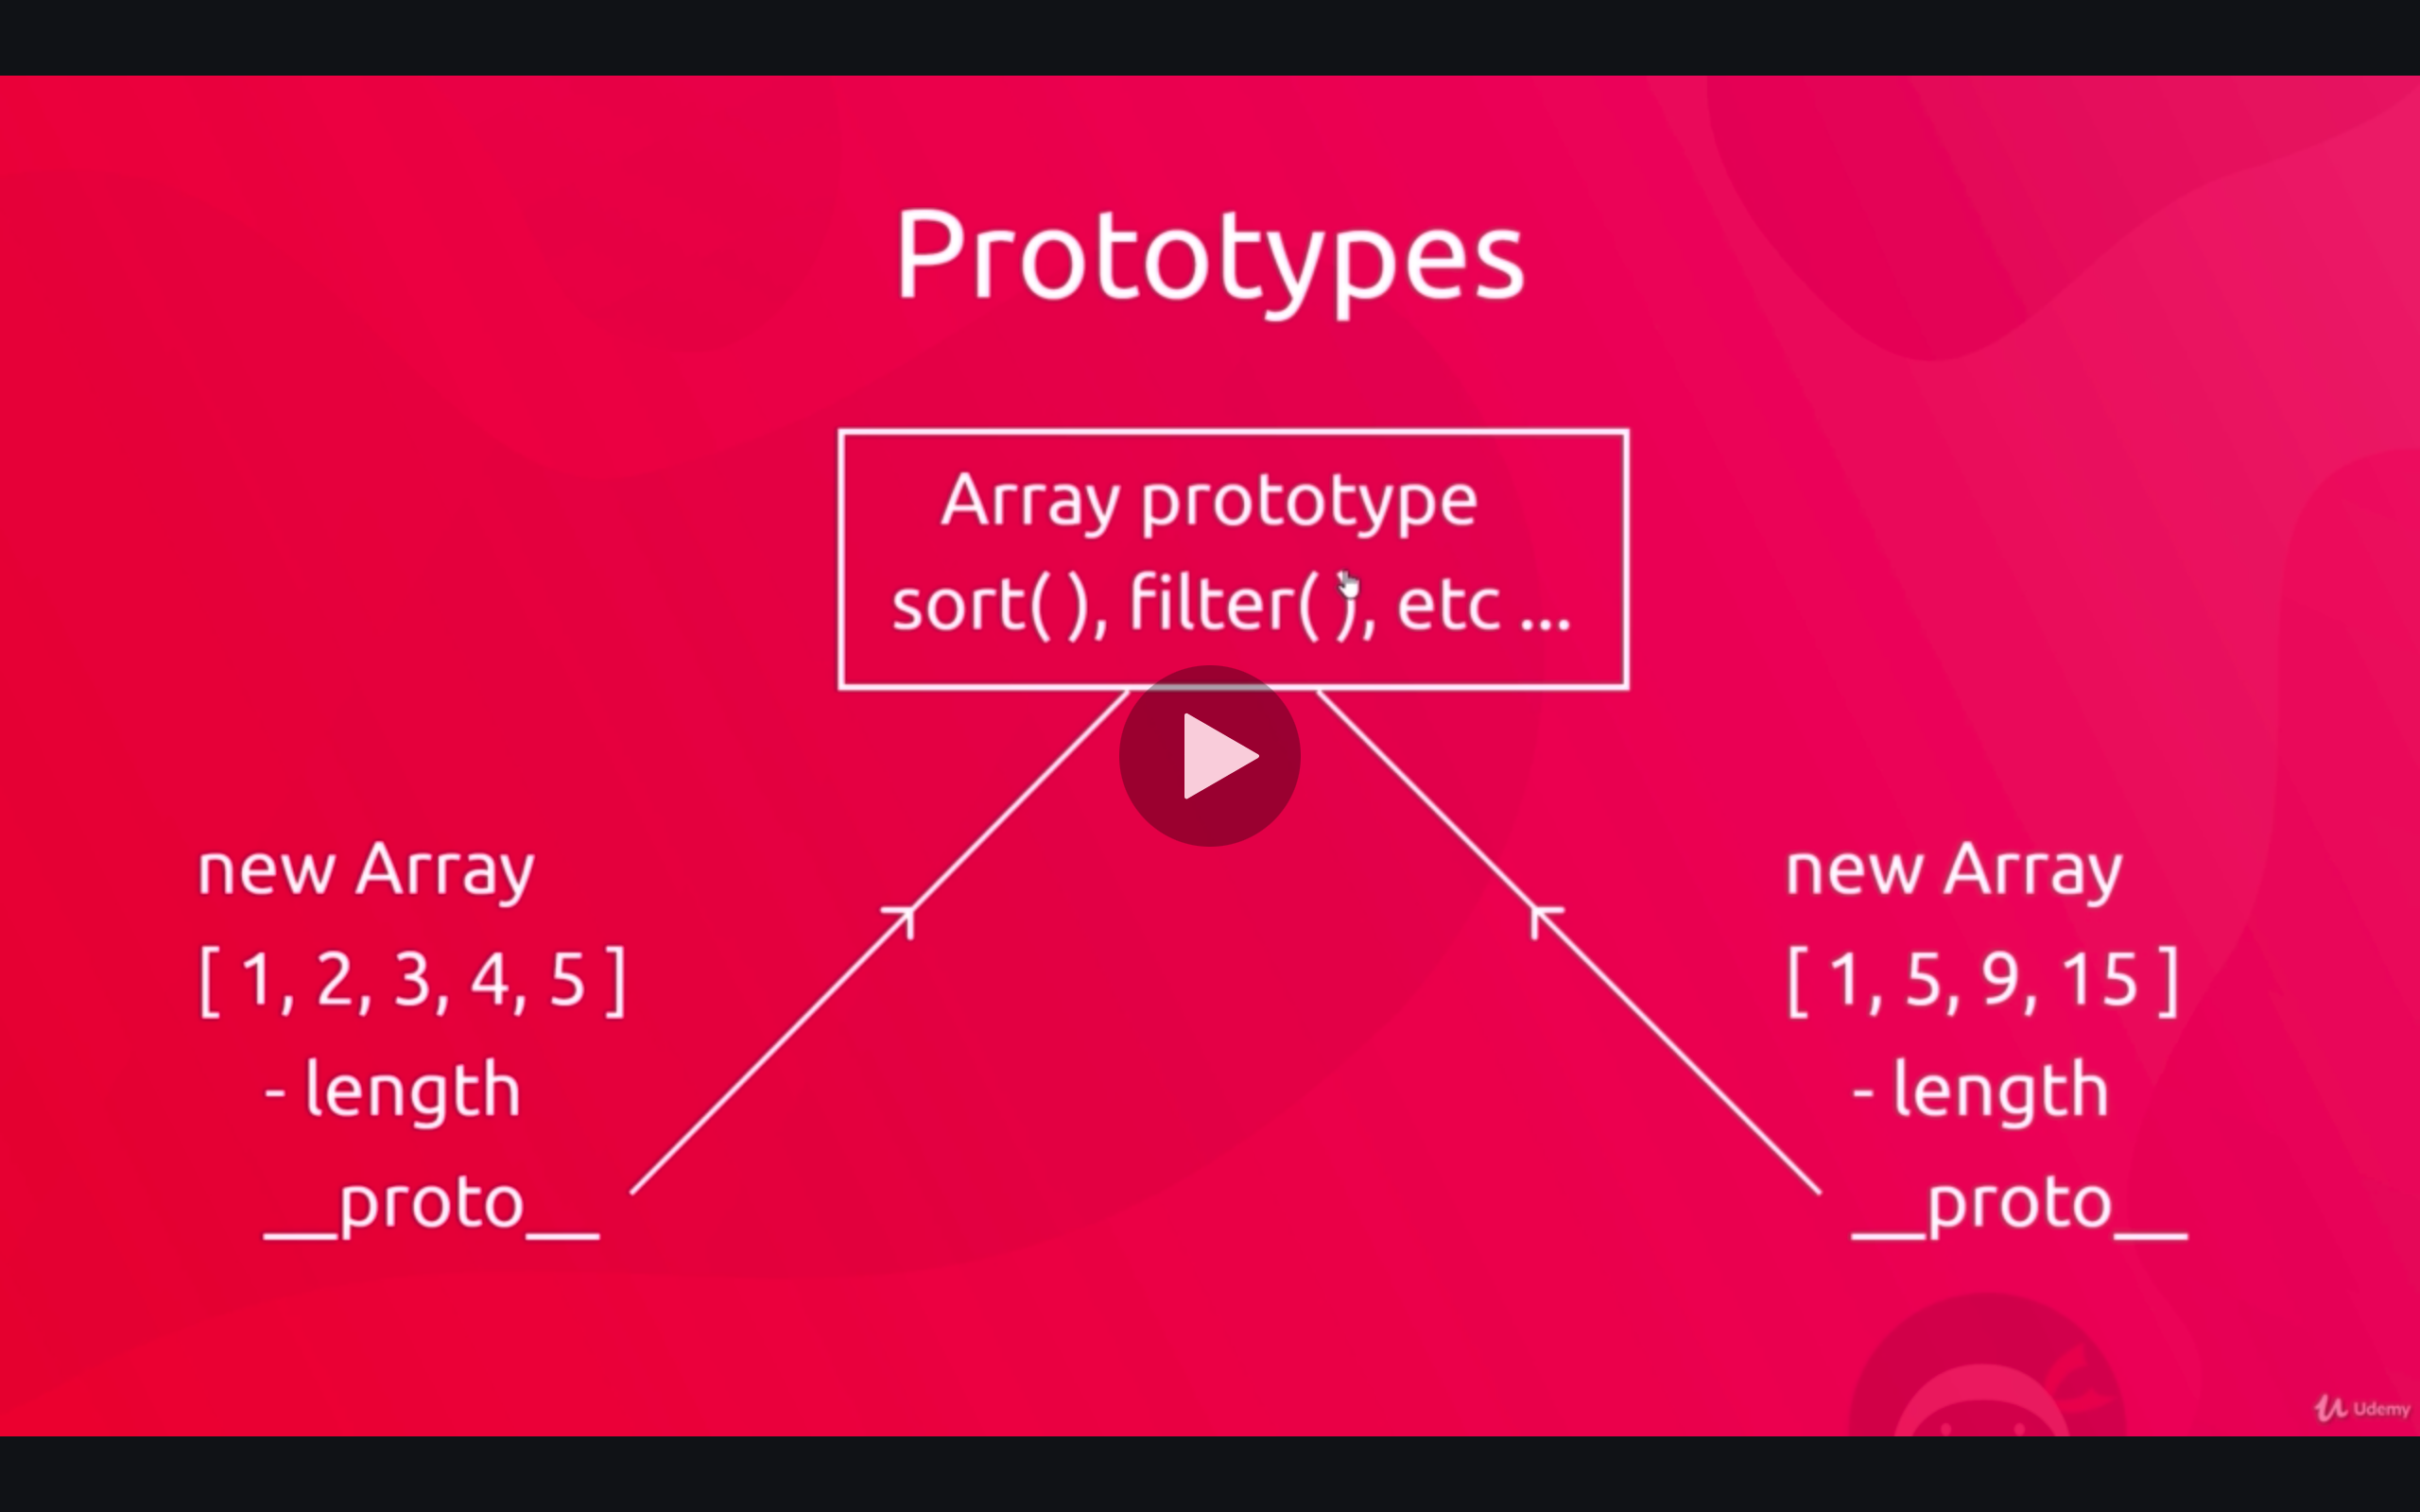 Prototypes
Array prototype
sort( ), filter( ), etc ...
new Array
[ 1, 2, 3, 4, 5 ]
- length
__proto__
new Array
[ 1, 5, 9, 15 ]
- length
__proto__
Udemy